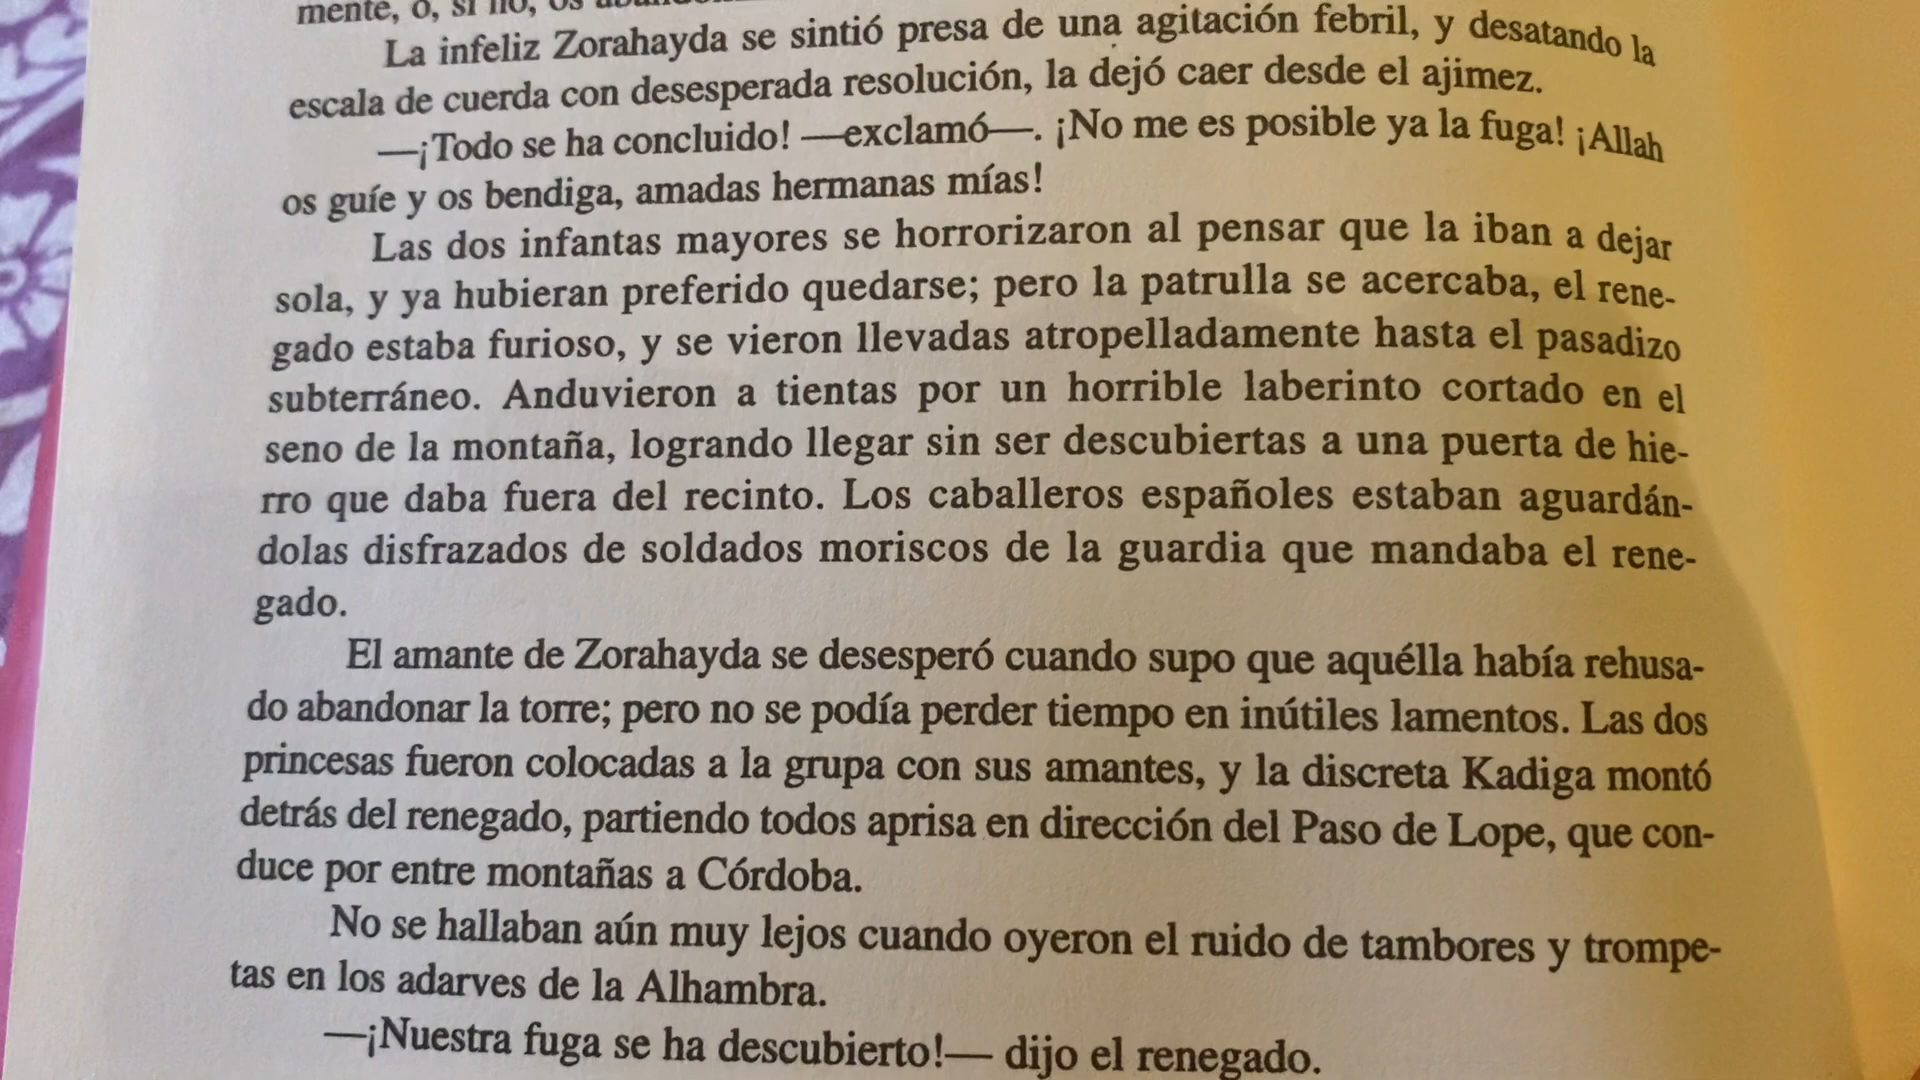 mente, o, si no, os
La infeliz Zorahayda se sintió presa de una agitación febril, y desatando la
escala de cuerda con desesperada resolución, la dejó caer desde el ajimez.
—¡Todo se ha concluido! —exclamó—. ¡No me es posible ya la fuga! ¡Allah
os guíe y os bendiga, amadas hermanas mías!
Las dos infantas mayores se horrorizaron al pensar que la iban a dejar
sola, y ya hubieran preferido quedarse; pero la patrulla se acercaba, el rene-
gado estaba furioso, y se vieron llevadas atropelladamente hasta el pasadizo
subterráneo. Anduvieron a tientas por un horrible laberinto cortado en el
seno de la montaña, logrando llegar sin ser descubiertas a una puerta de hie-
rro que daba fuera del recinto. Los caballeros españoles estaban aguardán-
dolas disfrazados de soldados moriscos de la guardia que mandaba el rene-
gado.
El amante de Zorahayda se desesperó cuando supo que aquélla había rehusa-
do abandonar la torre; pero no se podía perder tiempo en inútiles lamentos. Las dos
princesas fueron colocadas a la grupa con sus amantes, y la discreta Kadiga montó
detrás del renegado, partiendo todos aprisa en dirección del Paso de Lope, que con-
duce por entre montañas a Córdoba.
No se hallaban aún muy lejos cuando oyeron el ruido de tambores y trompe-
tas en los adarves de la Alhambra.
—¡Nuestra fuga se ha descubierto!— dijo el renegado.